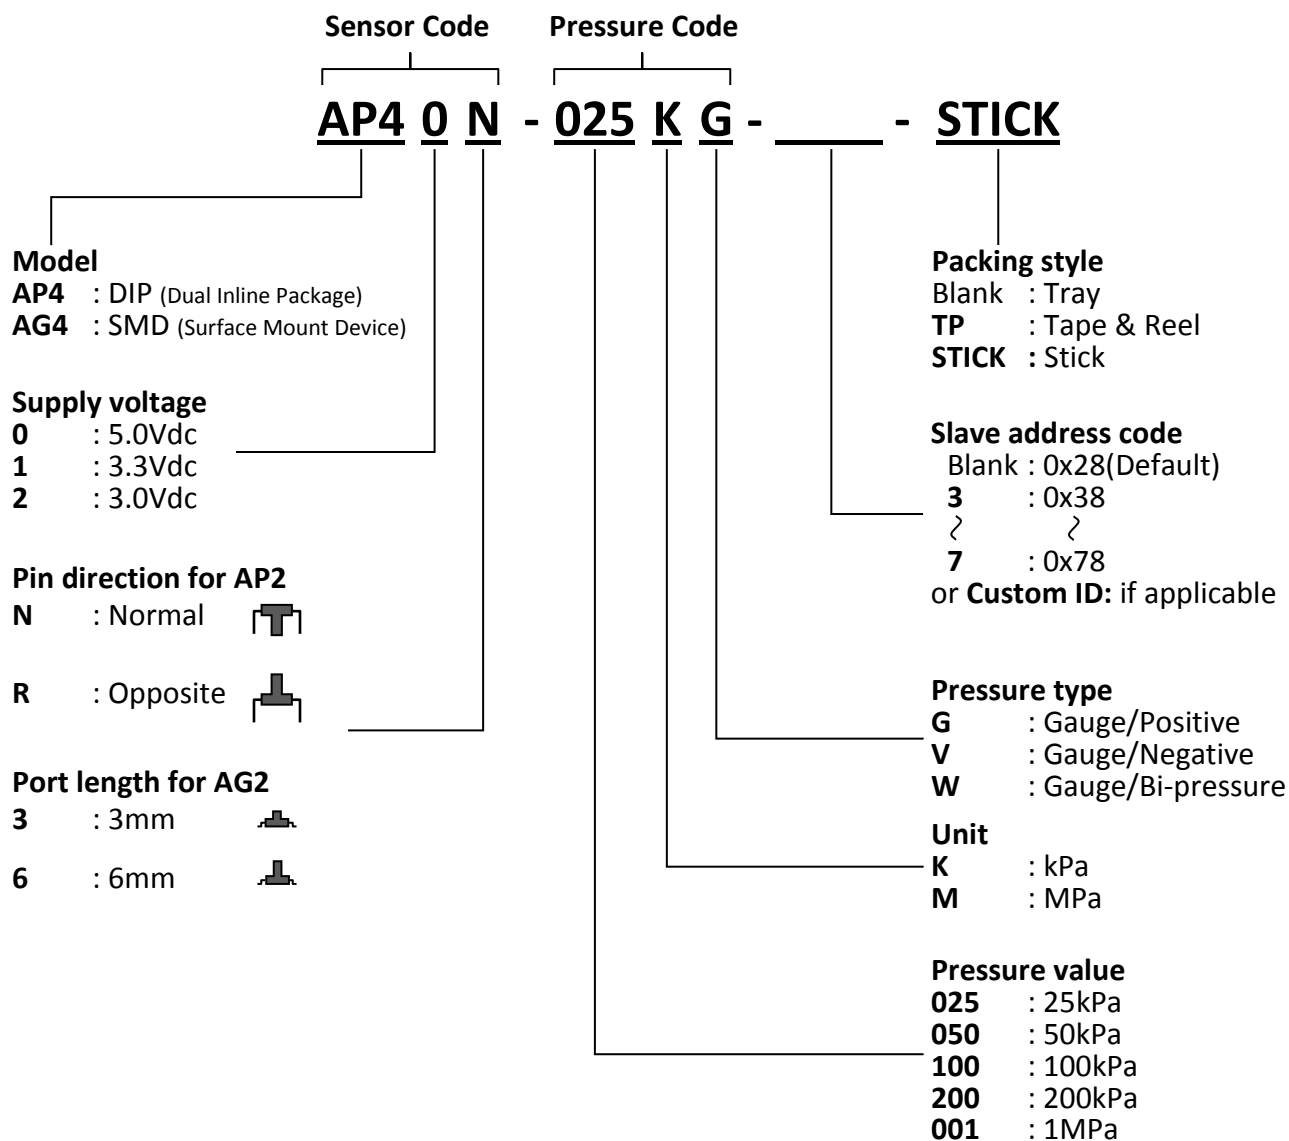 Sensor Code Pressure Code
AP4 0 N - 025 K G - ____ - STICK
Model
AP4 : DIP (Dual Inline Package)
AG4 : SMD (Surface Mount Device)
Supply voltage
0 : 5.0Vdc
1 : 3.3Vdc
2 : 3.0Vdc
Pin direction for AP2
N : Normal
R : Opposite
Port length for AG2
3 : 3mm
6 : 6mm
Packing style
Blank : Tray
TP : Tape & Reel
STICK : Stick
Slave address code
Blank : 0x28(Default)
3 : 0x38
~ ~
7 : 0x78
or Custom ID: if applicable
Pressure type
G : Gauge/Positive
V : Gauge/Negative
W : Gauge/Bi-pressure
Unit
K : kPa
M : MPa
Pressure value
025 : 25kPa
050 : 50kPa
100 : 100kPa
200 : 200kPa
001 : 1MPa